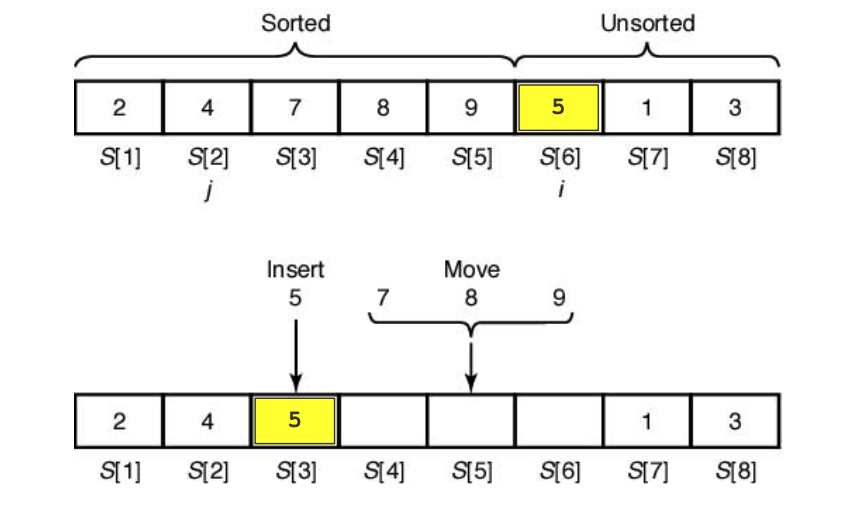 Sorted Unsorted
2 4 7 8 9 5 1 3
S[1] S[2] S[3] S[4] S[5] S[6] S[7] S[8]
j i
Insert Move
5 7 8 9
2 4 5 1 3
S[1] S[2] S[3] S[4] S[5] S[6] S[7] S[8]